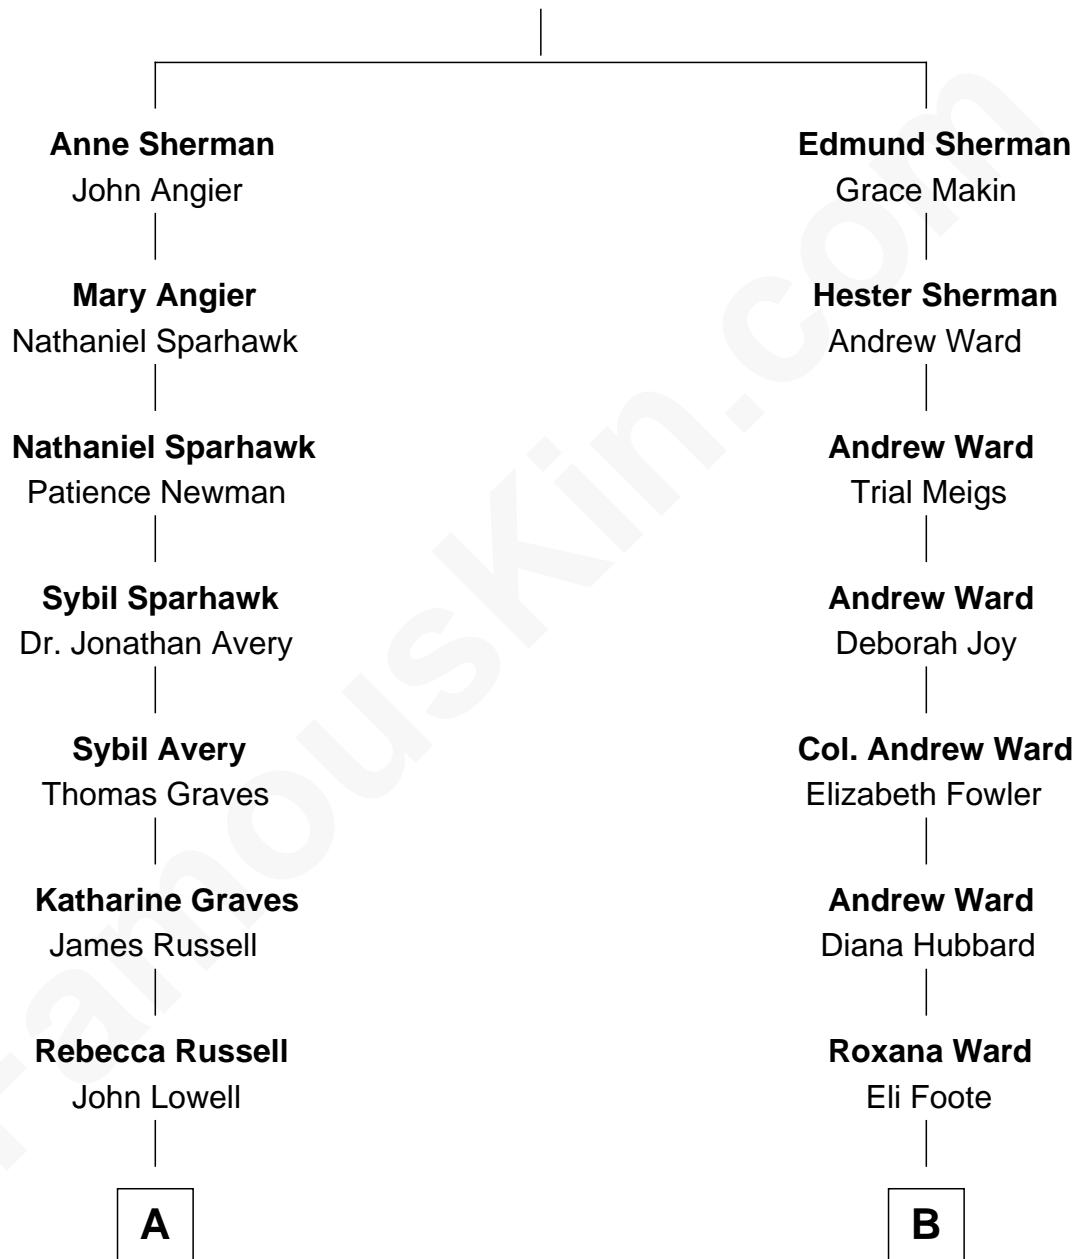 Anne Sherman
John Angier
Mary Angier
Nathaniel Sparhawk
Nathaniel Sparhawk
Patience Newman
Sybil Sparhawk
Dr. Jonathan Avery
Sybil Avery
Thomas Graves
Katharine Graves
James Russell
Rebecca Russell
John Lowell
A
Edmund Sherman
Grace Makin
Hester Sherman
Andrew Ward
Andrew Ward
Trial Meigs
Andrew Ward
Deborah Joy
Col. Andrew Ward
Elizabeth Fowler
Andrew Ward
Diana Hubbard
Roxana Ward
Eli Foote
B
FamousKin.com